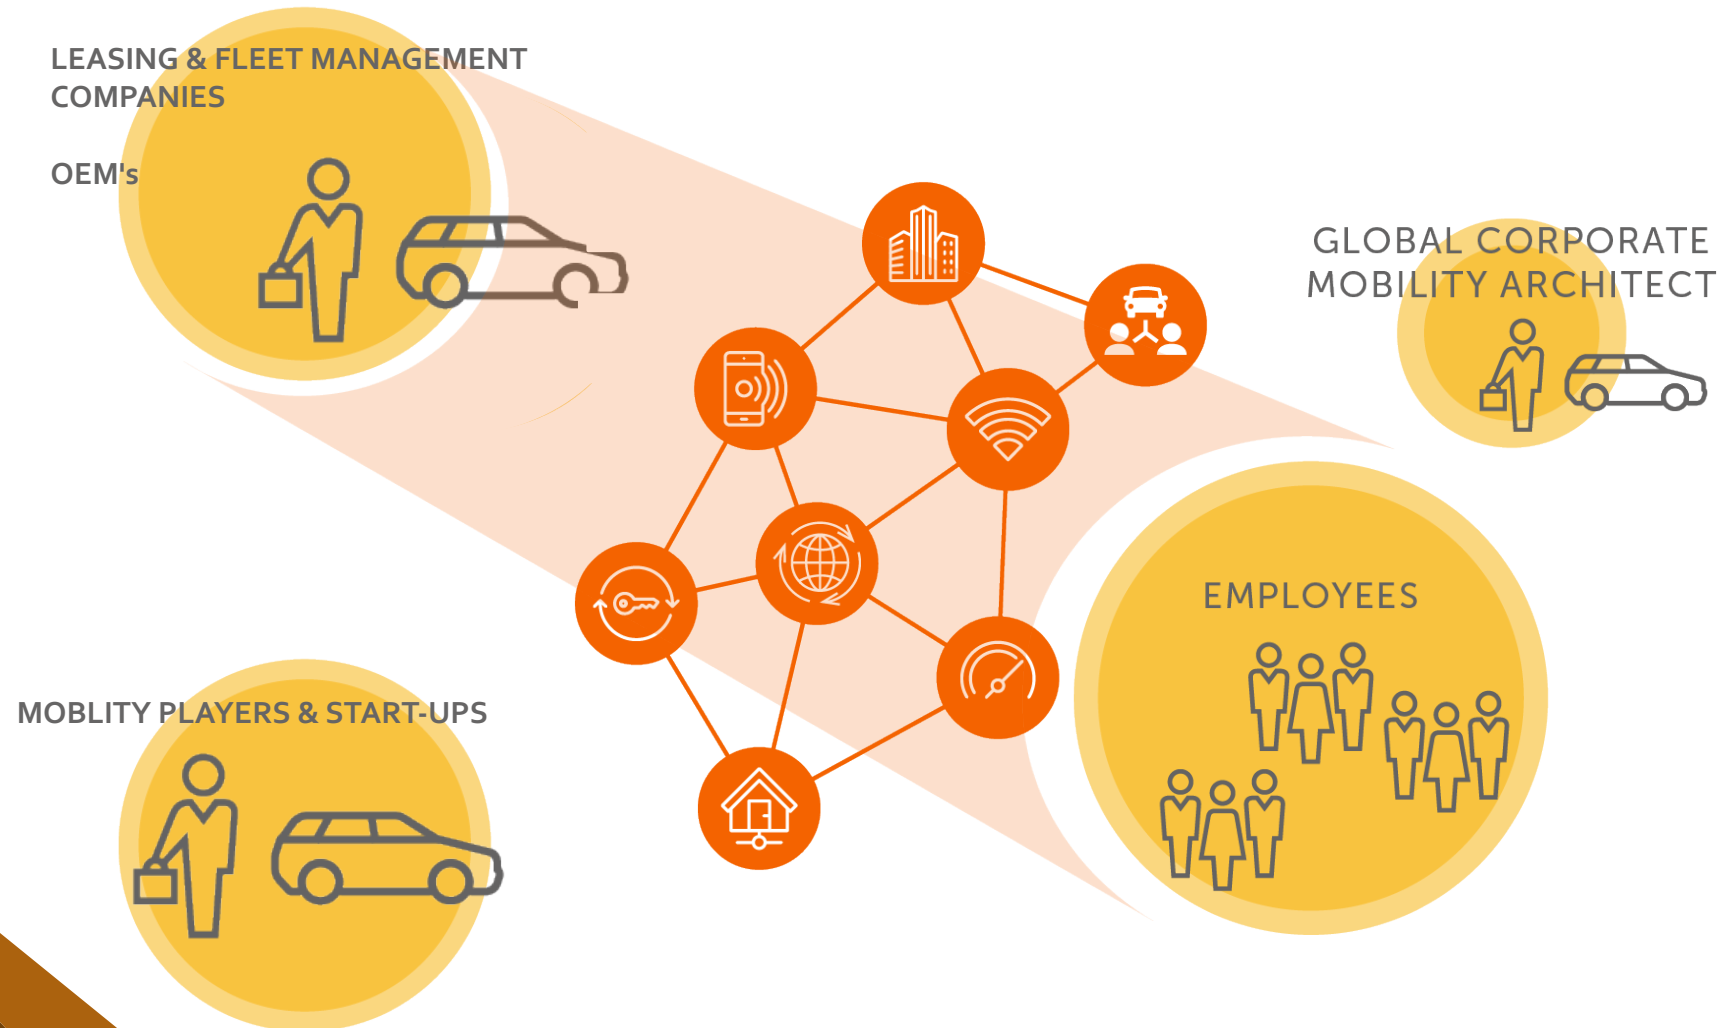 LEASING & FLEET MANAGEMENT
COMPANIES
OEM's
GLOBAL CORPORATE
MOBILITY ARCHITECT
EMPLOYEES
MOBLITY PLAYERS & START-UPS